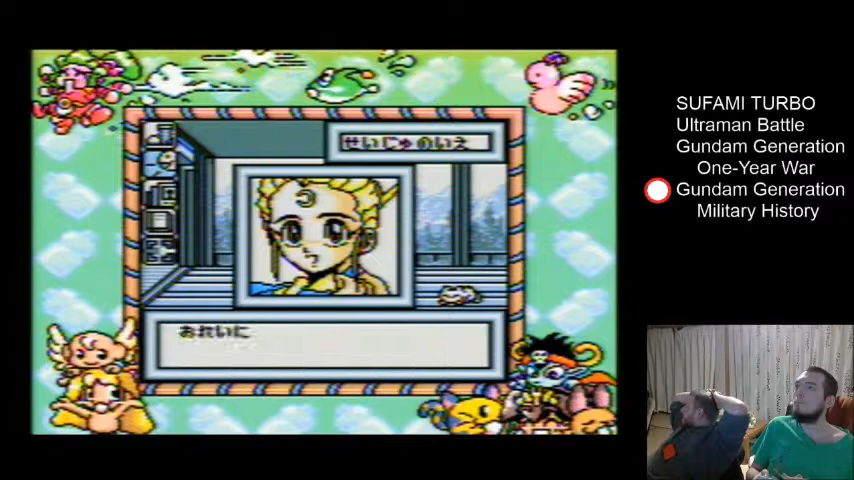 せいじゅのいえ
おれいに
SUFAMI TURBO
Ultraman Battle
Gundam Generation
One-Year War
Gundam Generation
Military History